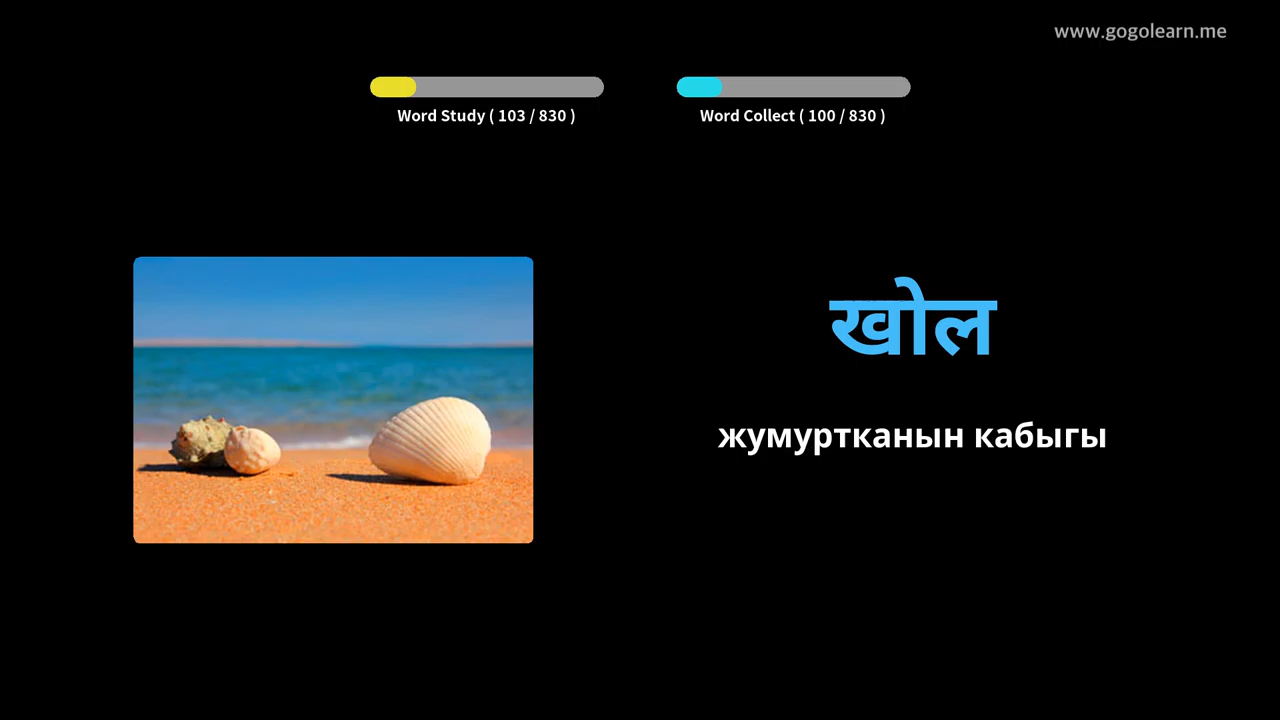 www.gogolearn.me
Word Study ( 103 / 830 )
Word Collect ( 100 / 830 )
खोल
жумуртканын кабыгы